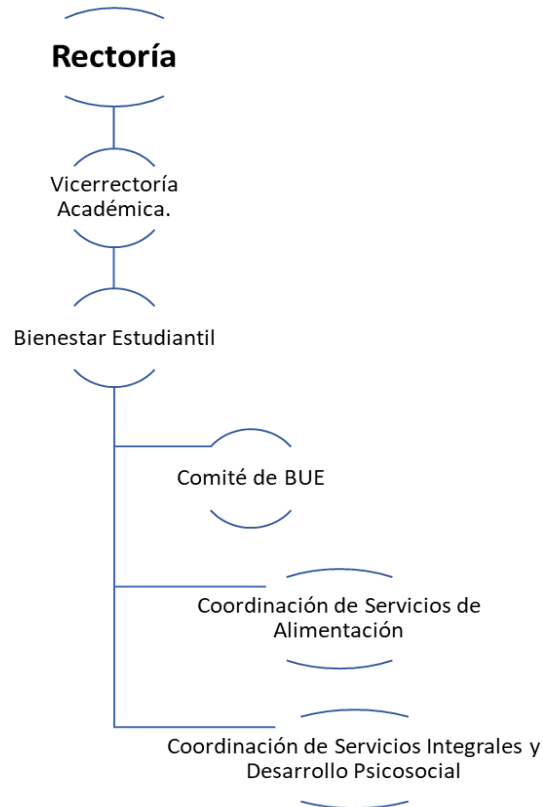 Rectoría
Vicerrectoría
Académica.
Bienestar Estudiantil
Comité de BUE
Coordinación de Servicios de
Alimentación
Coordinación de Servicios Integrales y
Desarrollo Psicosocial